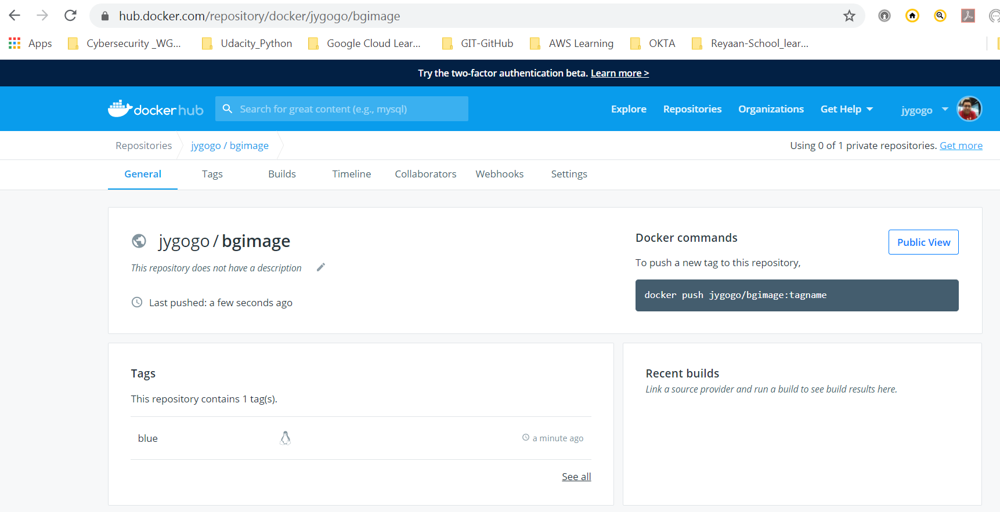 hub.docker.com/repository/docker/jygogo/bgimage
Apps Cybersecurity _WG... Udacity_Python Google Cloud Lear... GIT-GitHub AWS Learning OKTA Reyaan-School_lear...
Try the two-factor authentication beta. Learn more >
docker hub Search for great content (e.g., mysql) Explore Repositories Organizations Get Help jygogo
Repositories jygogo / bgimage Using 0 of 1 private repositories. Get more
General Tags Builds Timeline Collaborators Webhooks Settings
jygogo / bgimage
This repository does not have a description
Last pushed: a few seconds ago
Docker commands
Public View
To push a new tag to this repository,
docker push jygogo/bgimage:tagname
Tags
This repository contains 1 tag(s).
blue a minute ago
See all
Recent builds
Link a source provider and run a build to see build results here.